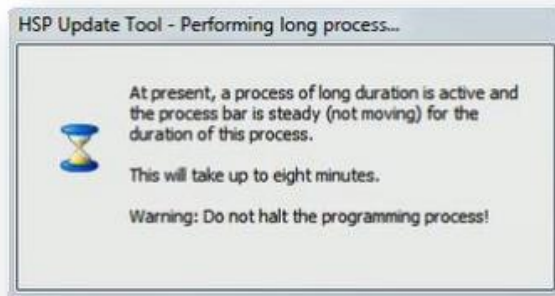 HSP Update Tool - Performing long process...
At present, a process of long duration is active and
the process bar is steady (not moving) for the
duration of this process.
This will take up to eight minutes.
Warning: Do not halt the programming process!